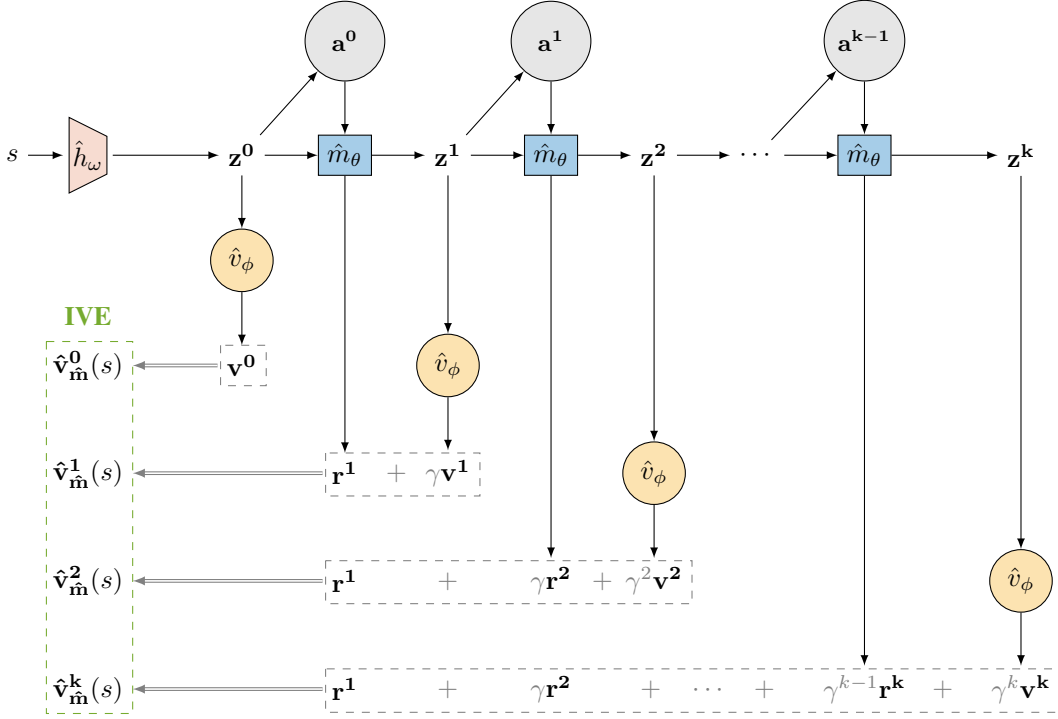 𝐚⁰ 𝐚¹ 𝐚ᵏ⁻¹
s ĥ_ω 𝐳⁰ m̂_θ 𝐳¹ m̂_θ 𝐳² ⋯ m̂_θ 𝐳ᵏ
v̂_ϕ
IVE
𝐯̂⁰_𝐦̂(s) 𝐯⁰ v̂_ϕ
𝐯̂¹_𝐦̂(s) 𝐫¹ + γ𝐯¹ v̂_ϕ
𝐯̂²_𝐦̂(s) 𝐫¹ + γ𝐫² + γ²𝐯² v̂_ϕ
𝐯̂ᵏ_𝐦̂(s) 𝐫¹ + γ𝐫² + ⋯ + γᵏ⁻¹𝐫ᵏ + γᵏ𝐯ᵏ